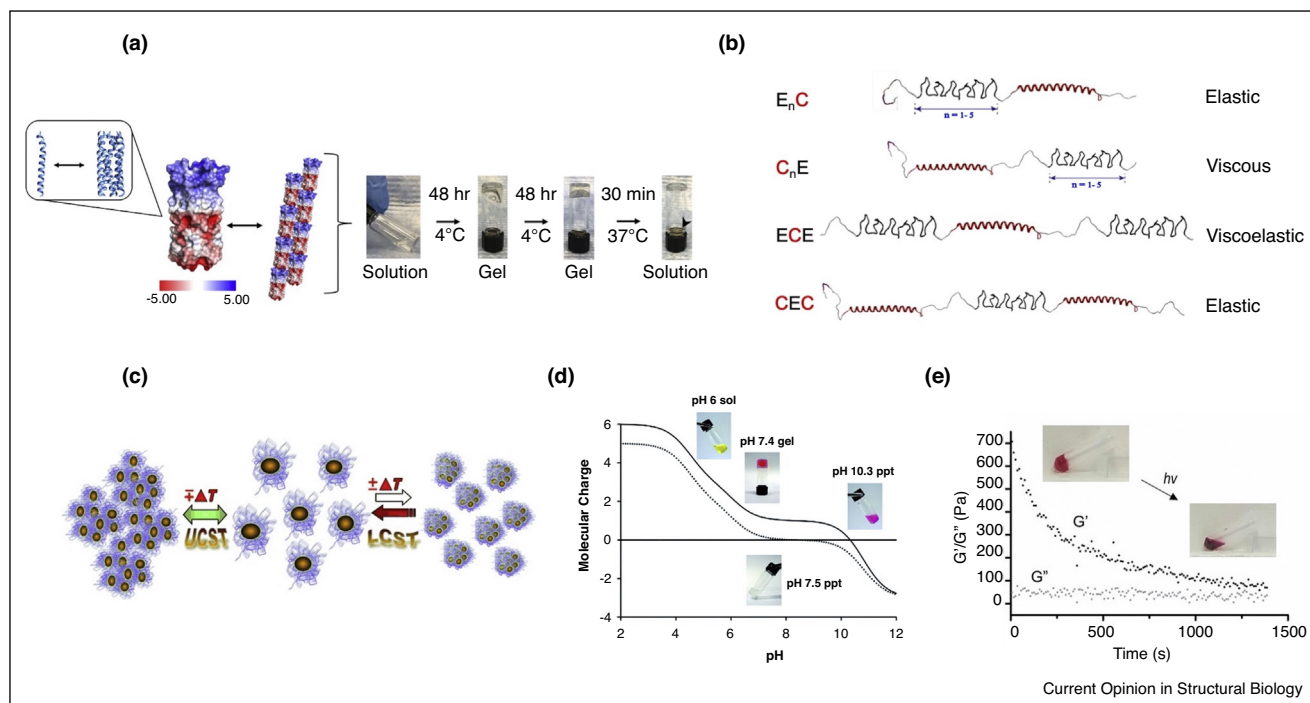 (a)
48 hr
48 hr
30 min
4°C
4°C
37°C
Solution
Gel
Gel
Solution
-5.00
5.00
(b)
EₙC
n = 1- 5
Elastic
CₙE
n = 1- 5
Viscous
ECE
Viscoelastic
CEC
Elastic
(c)
∓ΔT
UCST
±ΔT
LCST
(d)
Molecular Charge
6
4
2
0
-2
-4
2
4
6
8
10
12
pH
pH 6 sol
pH 7.4 gel
pH 10.3 ppt
pH 7.5 ppt
(e)
G'/G" (Pa)
700
600
500
400
300
200
100
0
G'
G"
hv
0
500
1000
1500
Time (s)
Current Opinion in Structural Biology